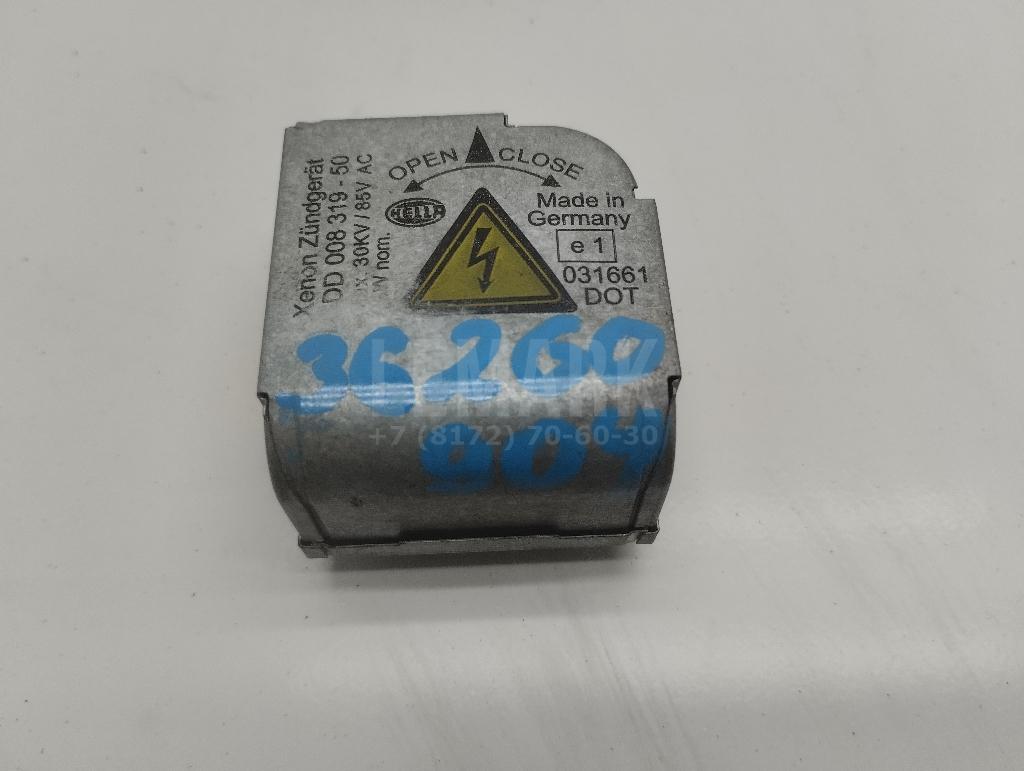 OPEN CLOSE
HELLA
Made in
Germany
e 1
031661
DOT
Xenon Zündgerät
DD 008 319 - 50
30KV / 85V AC
nom.
36260
904
+7 (8172) 70-60-30